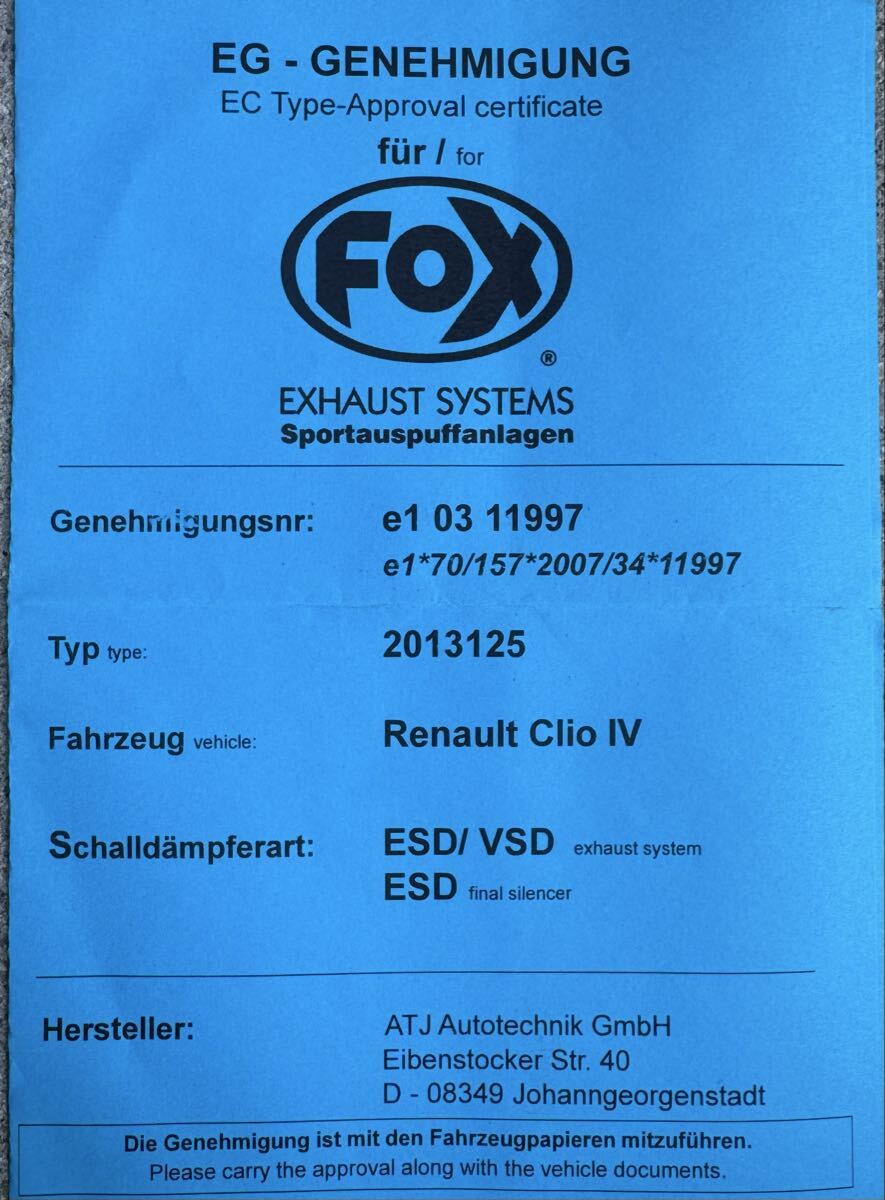 EG - GENEHMIGUNG
EC Type-Approval certificate
für / for
FOX
®
EXHAUST SYSTEMS
Sportauspuffanlagen
Genehmigungsnr: e1 03 11997
e1*70/157*2007/34*11997
Typ type: 2013125
Fahrzeug vehicle: Renault Clio IV
Schalldämpferart: ESD/ VSD exhaust system
ESD final silencer
Hersteller: ATJ Autotechnik GmbH
Eibenstocker Str. 40
D - 08349 Johanngeorgenstadt
Die Genehmigung ist mit den Fahrzeugpapieren mitzuführen.
Please carry the approval along with the vehicle documents.